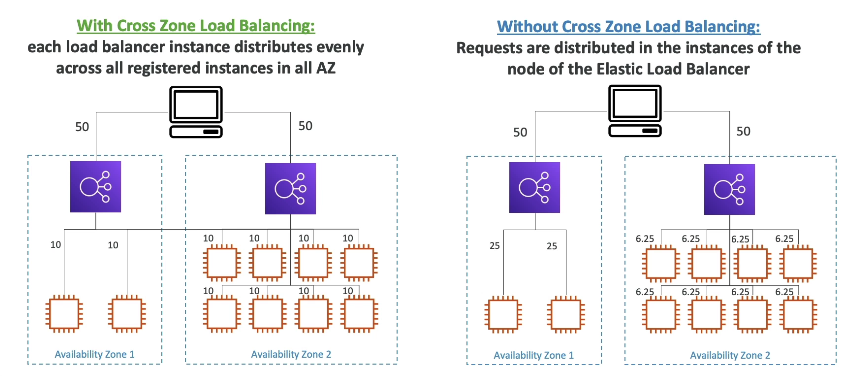 With Cross Zone Load Balancing:
each load balancer instance distributes evenly
across all registered instances in all AZ
50
50
10
10
10
10
10
10
10
10
10
10
Availability Zone 1
Availability Zone 2
Without Cross Zone Load Balancing:
Requests are distributed in the instances of the
node of the Elastic Load Balancer
50
50
25
25
6.25
6.25
6.25
6.25
6.25
6.25
6.25
6.25
Availability Zone 1
Availability Zone 2